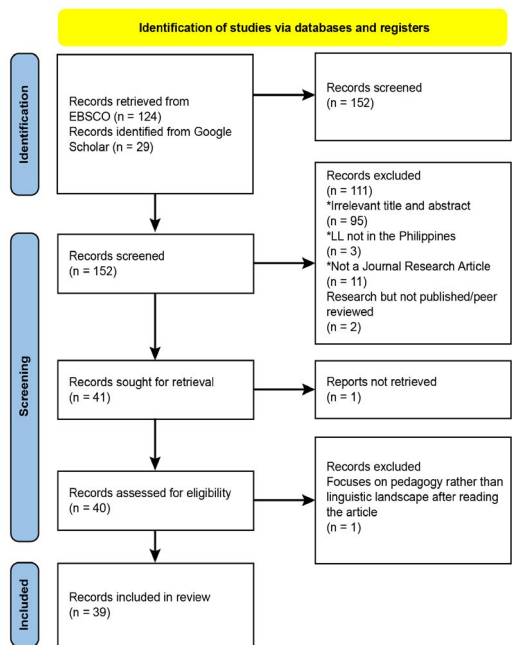 Identification of studies via databases and registers
Identification
Records retrieved from
EBSCO (n = 124)
Records identified from Google
Scholar (n = 29)
Records screened
(n = 152)
Screening
Records screened
(n = 152)
Records excluded
(n = 111)
*Irrelevant title and abstract
(n = 95)
*LL not in the Philippines
(n = 3)
*Not a Journal Research Article
(n = 11)
Research but not published/peer
reviewed
(n = 2)
Records sought for retrieval
(n = 41)
Reports not retrieved
(n = 1)
Records assessed for eligibility
(n = 40)
Records excluded
Focuses on pedagogy rather than
linguistic landscape after reading
the article
(n = 1)
Included
Records included in review
(n = 39)